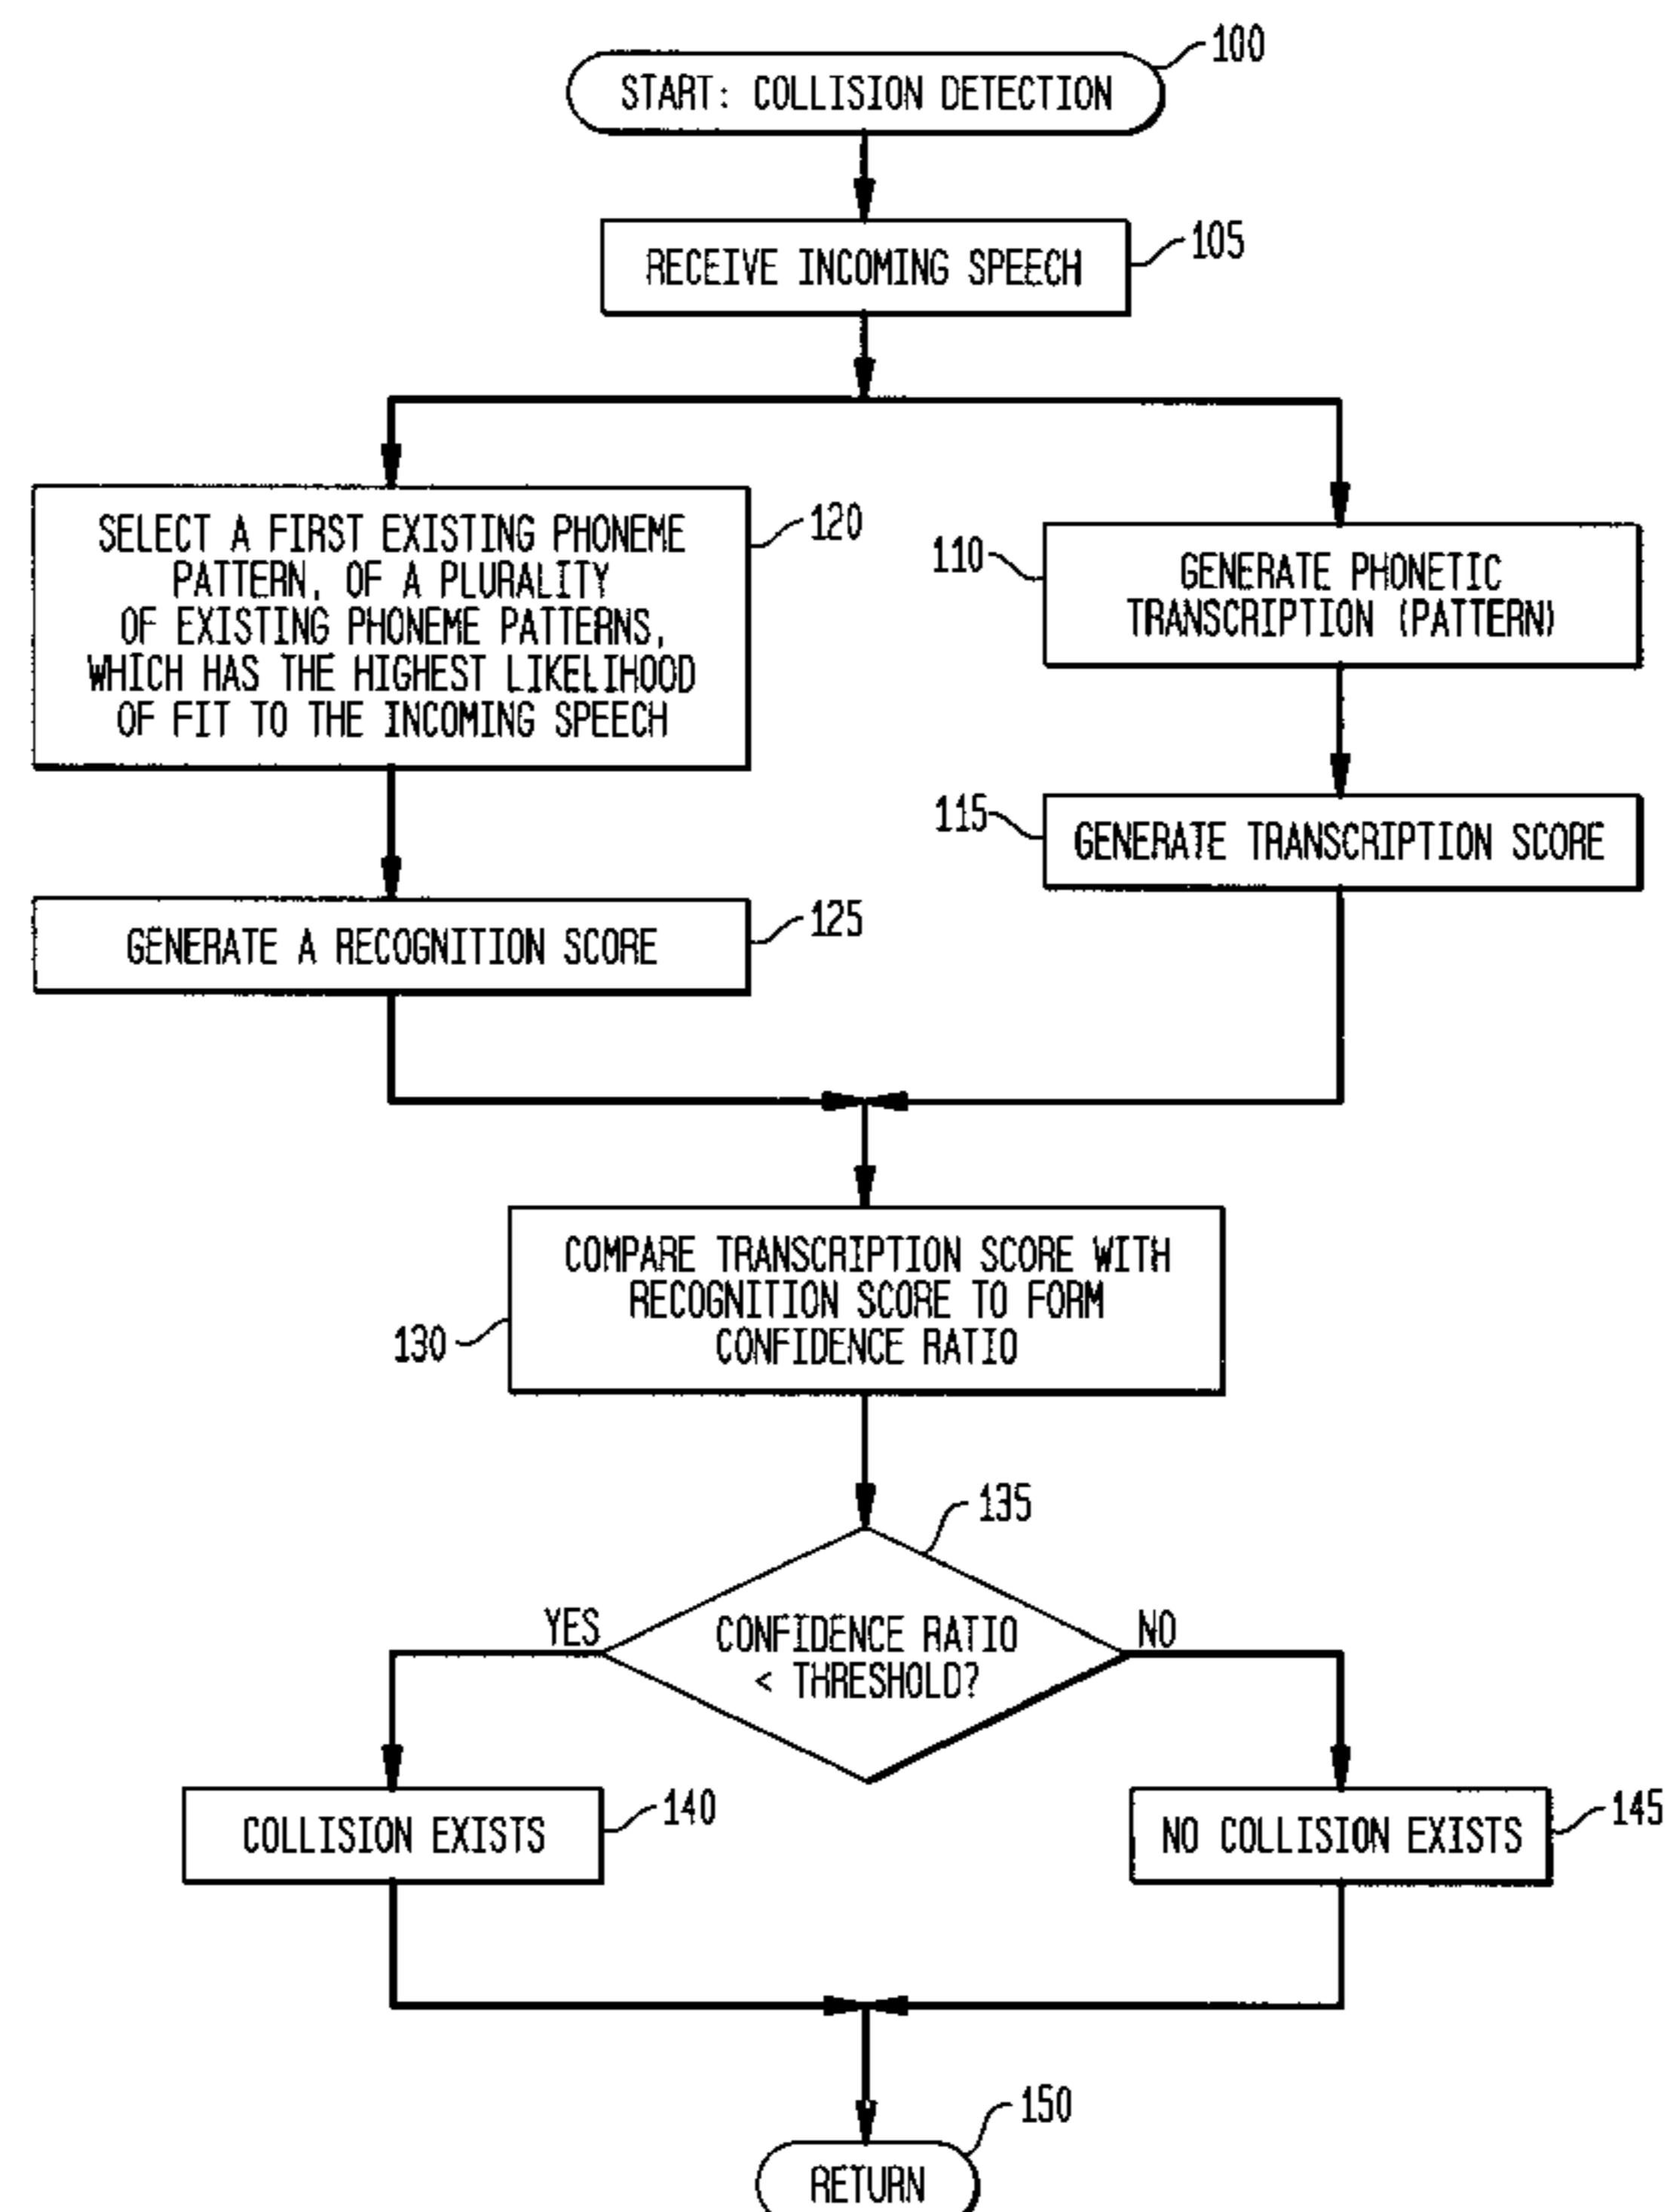 100
START: COLLISION DETECTION
105
RECEIVE INCOMING SPEECH
120
SELECT A FIRST EXISTING PHONEME
PATTERN, OF A PLURALITY
OF EXISTING PHONEME PATTERNS,
WHICH HAS THE HIGHEST LIKELIHOOD
OF FIT TO THE INCOMING SPEECH
110
GENERATE PHONETIC
TRANSCRIPTION (PATTERN)
115
GENERATE TRANSCRIPTION SCORE
125
GENERATE A RECOGNITION SCORE
130
COMPARE TRANSCRIPTION SCORE WITH
RECOGNITION SCORE TO FORM
CONFIDENCE RATIO
135
CONFIDENCE RATIO
< THRESHOLD?
YES
NO
140
COLLISION EXISTS
145
NO COLLISION EXISTS
150
RETURN